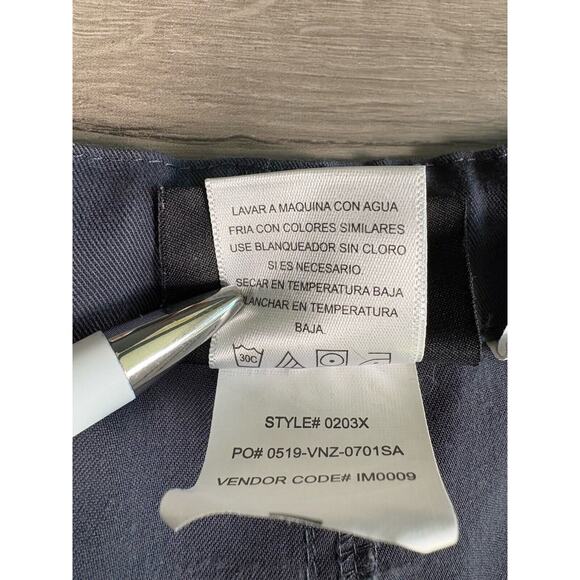 LAVAR A MAQUINA CON AGUA
FRIA CON COLORES SIMILARES
USE BLANQUEADOR SIN CLORO
SI ES NECESARIO.
SECAR EN TEMPERATURA BAJA
PLANCHAR EN TEMPERATURA
BAJA.
30C
STYLE# 0203X
PO# 0519-VNZ-0701SA
VENDOR CODE# IM0009